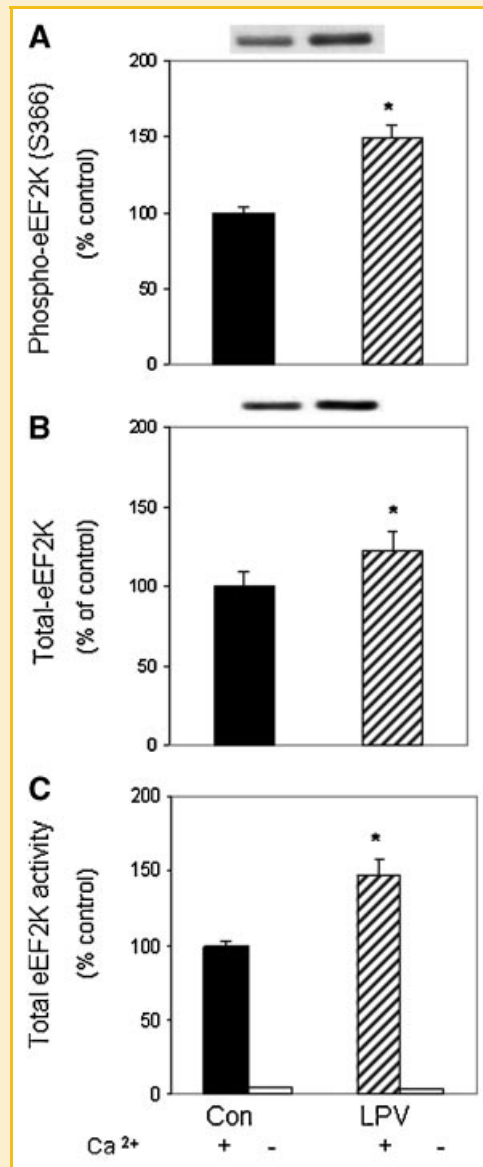 A
Phospho-eEF2K (S366)
(% control)
200
150
100
50
0
*
B
Total-eEF2K
(% of control)
200
150
100
50
0
*
C
Total eEF2K activity
(% control)
200
150
100
50
0
*
Con LPV
Ca 2+ + - + -